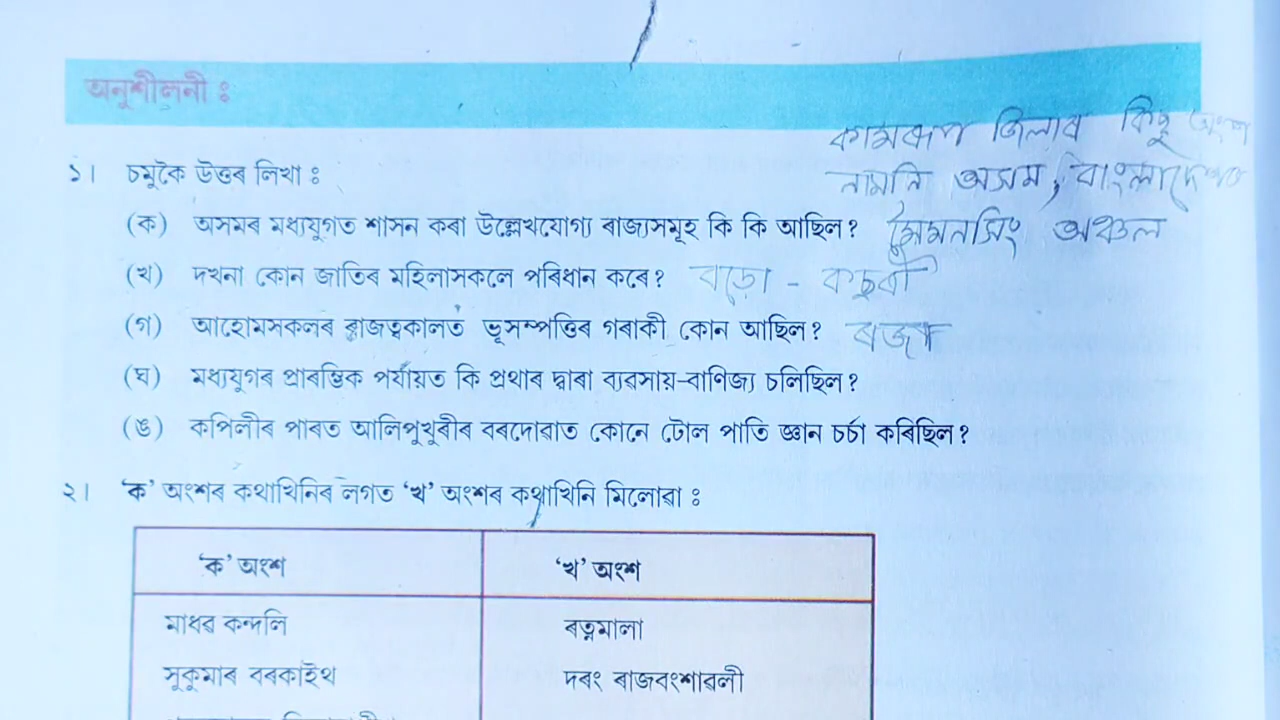 অনুশীলনী ঃ
কামৰূপ জিলাৰ কিছু অংশ
নামনি অসম, বাংলাদেশত
১। চমুকৈ উত্তৰ লিখা ঃ
(ক) অসমৰ মধ্যযুগত শাসন কৰা উল্লেখযোগ্য ৰাজ্যসমূহ কি কি আছিল? মৈমনসিং অঞ্চল
(খ) দখনা কোন জাতিৰ মহিলাসকলে পৰিধান কৰে? বড়ো - কছৰী
(গ) আহোমসকলৰ ৰাজত্বকালত ভূসম্পত্তিৰ গৰাকী কোন আছিল? ৰজা
(ঘ) মধ্যযুগৰ প্ৰাৰম্ভিক পৰ্যায়ত কি প্ৰথাৰ দ্বাৰা ব্যৱসায়-বাণিজ্য চলিছিল?
(ঙ) কপিলীৰ পাৰত আলিপুখুৰীৰ বৰদোৱাত কোনে টোল পাতি জ্ঞান চৰ্চা কৰিছিল?
২। ‘ক’ অংশৰ কথাখিনিৰ লগত ‘খ’ অংশৰ কথাখিনি মিলোৱা ঃ
‘ক’ অংশ ‘খ’ অংশ
মাধৱ কন্দলি ৰত্নমালা
সুকুমাৰ বৰকাইথ দৰং ৰাজবংশাৱলী